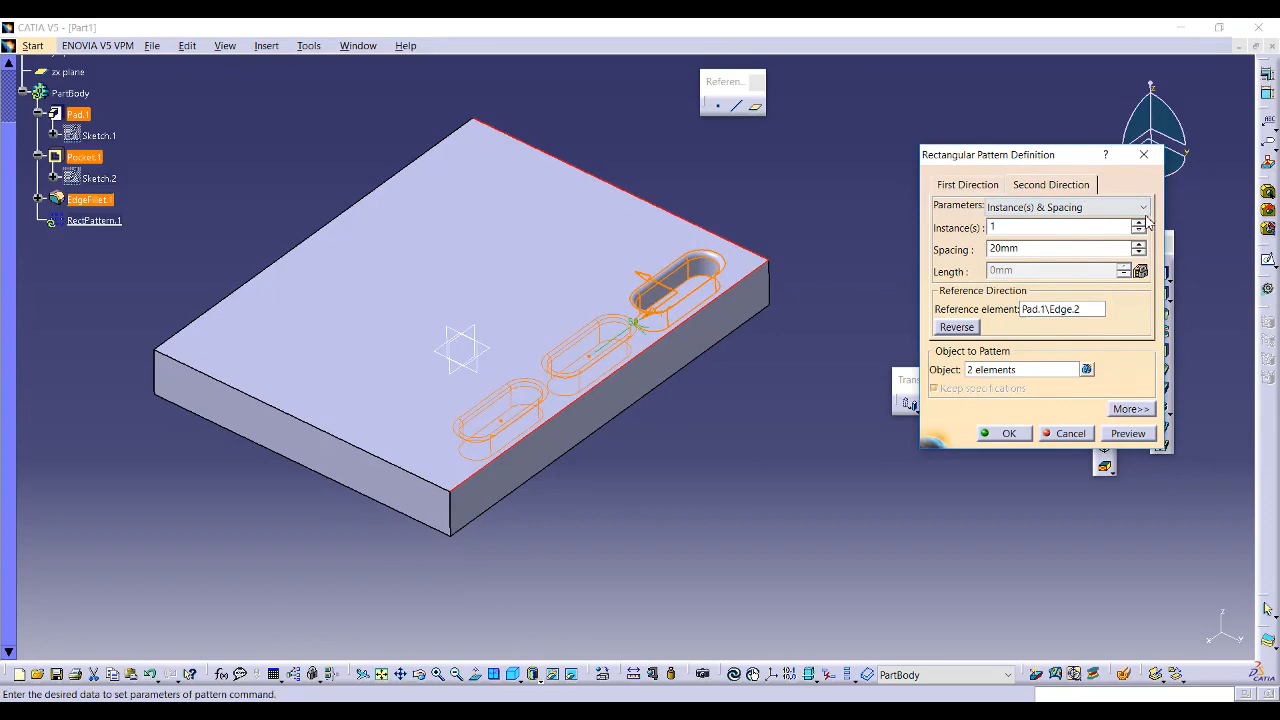 CATIA V5 - [Part1]
Start ENOVIA V5 VPM File Edit View Insert Tools Window Help
zx plane
PartBody
Pad.1
Sketch.1
Pocket.1
Sketch.2
EdgeFillet.1
RectPattern.1
Referen...
z
y
Rectangular Pattern Definition ?
First Direction Second Direction
Parameters: Instance(s) & Spacing
Instance(s) : 1
Spacing : 20mm
Length : 0mm
Reference Direction
Reference element: Pad.1\Edge.2
Reverse
Object to Pattern
Object: 2 elements
Keep specifications
More>>
OK Cancel Preview
Trans
z
x y
f(x) PartBody
CATIA
Enter the desired data to set parameters of pattern command.